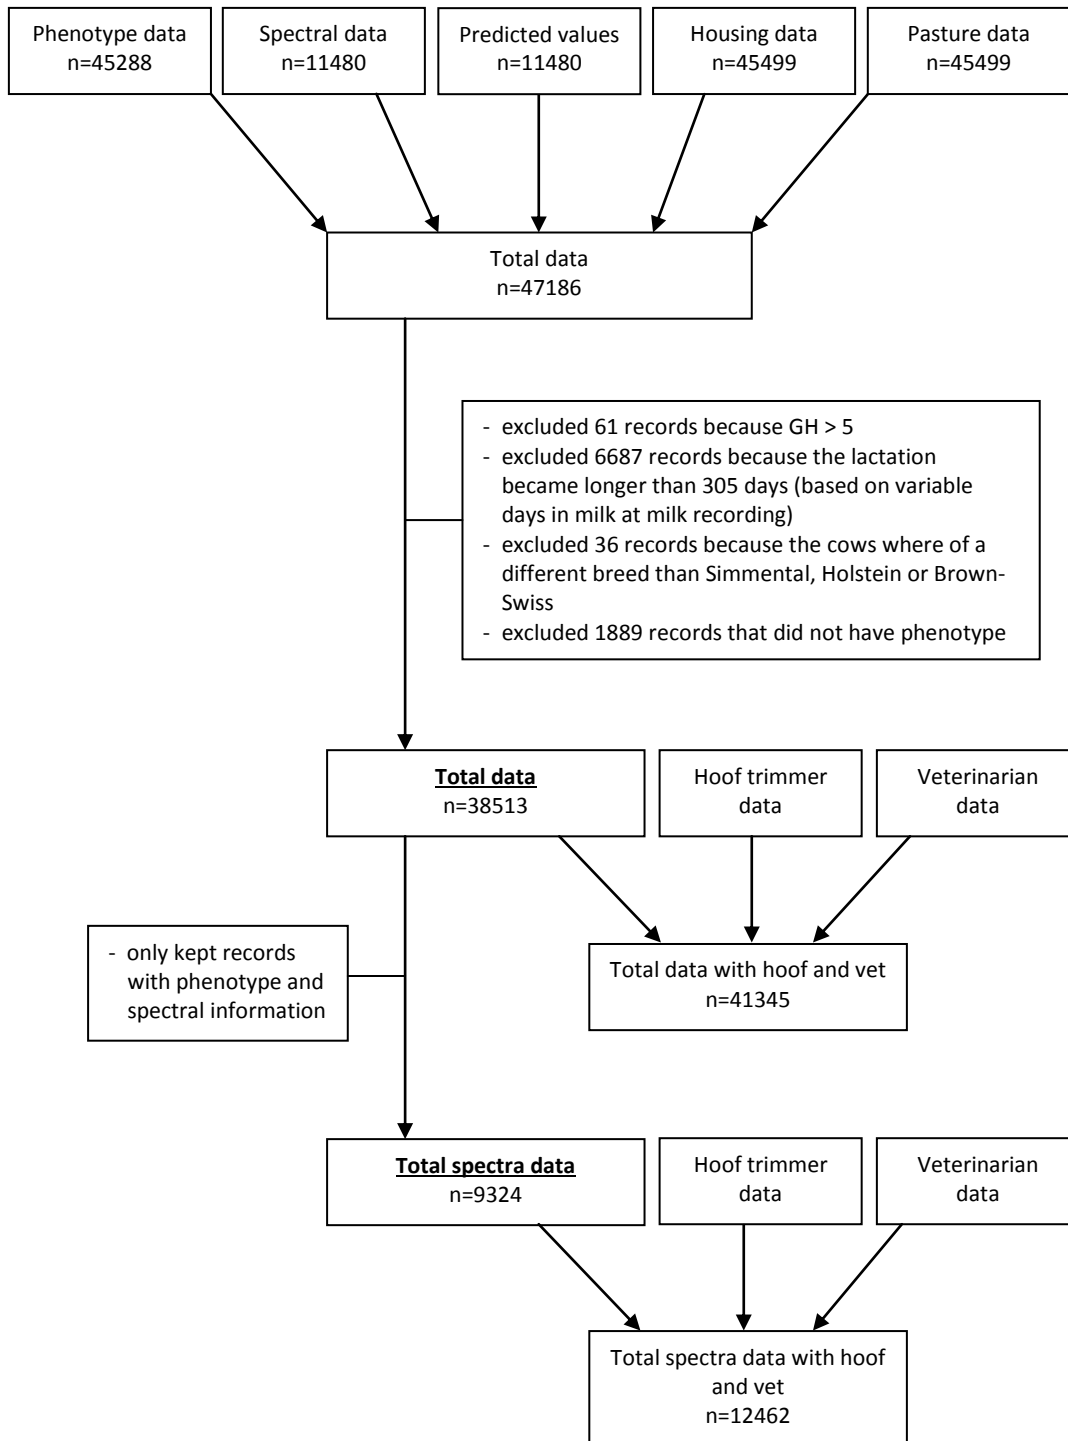 Phenotype data
n=45288
Spectral data
n=11480
Predicted values
n=11480
Housing data
n=45499
Pasture data
n=45499
Total data
n=47186
- excluded 61 records because GH > 5
- excluded 6687 records because the lactation
became longer than 305 days (based on variable
days in milk at milk recording)
- excluded 36 records because the cows where of a
different breed than Simmental, Holstein or Brown-
Swiss
- excluded 1889 records that did not have phenotype
Total data
n=38513
Hoof trimmer
data
Veterinarian
data
- only kept records
with phenotype and
spectral information
Total data with hoof and vet
n=41345
Total spectra data
n=9324
Hoof trimmer
data
Veterinarian
data
Total spectra data with hoof
and vet
n=12462